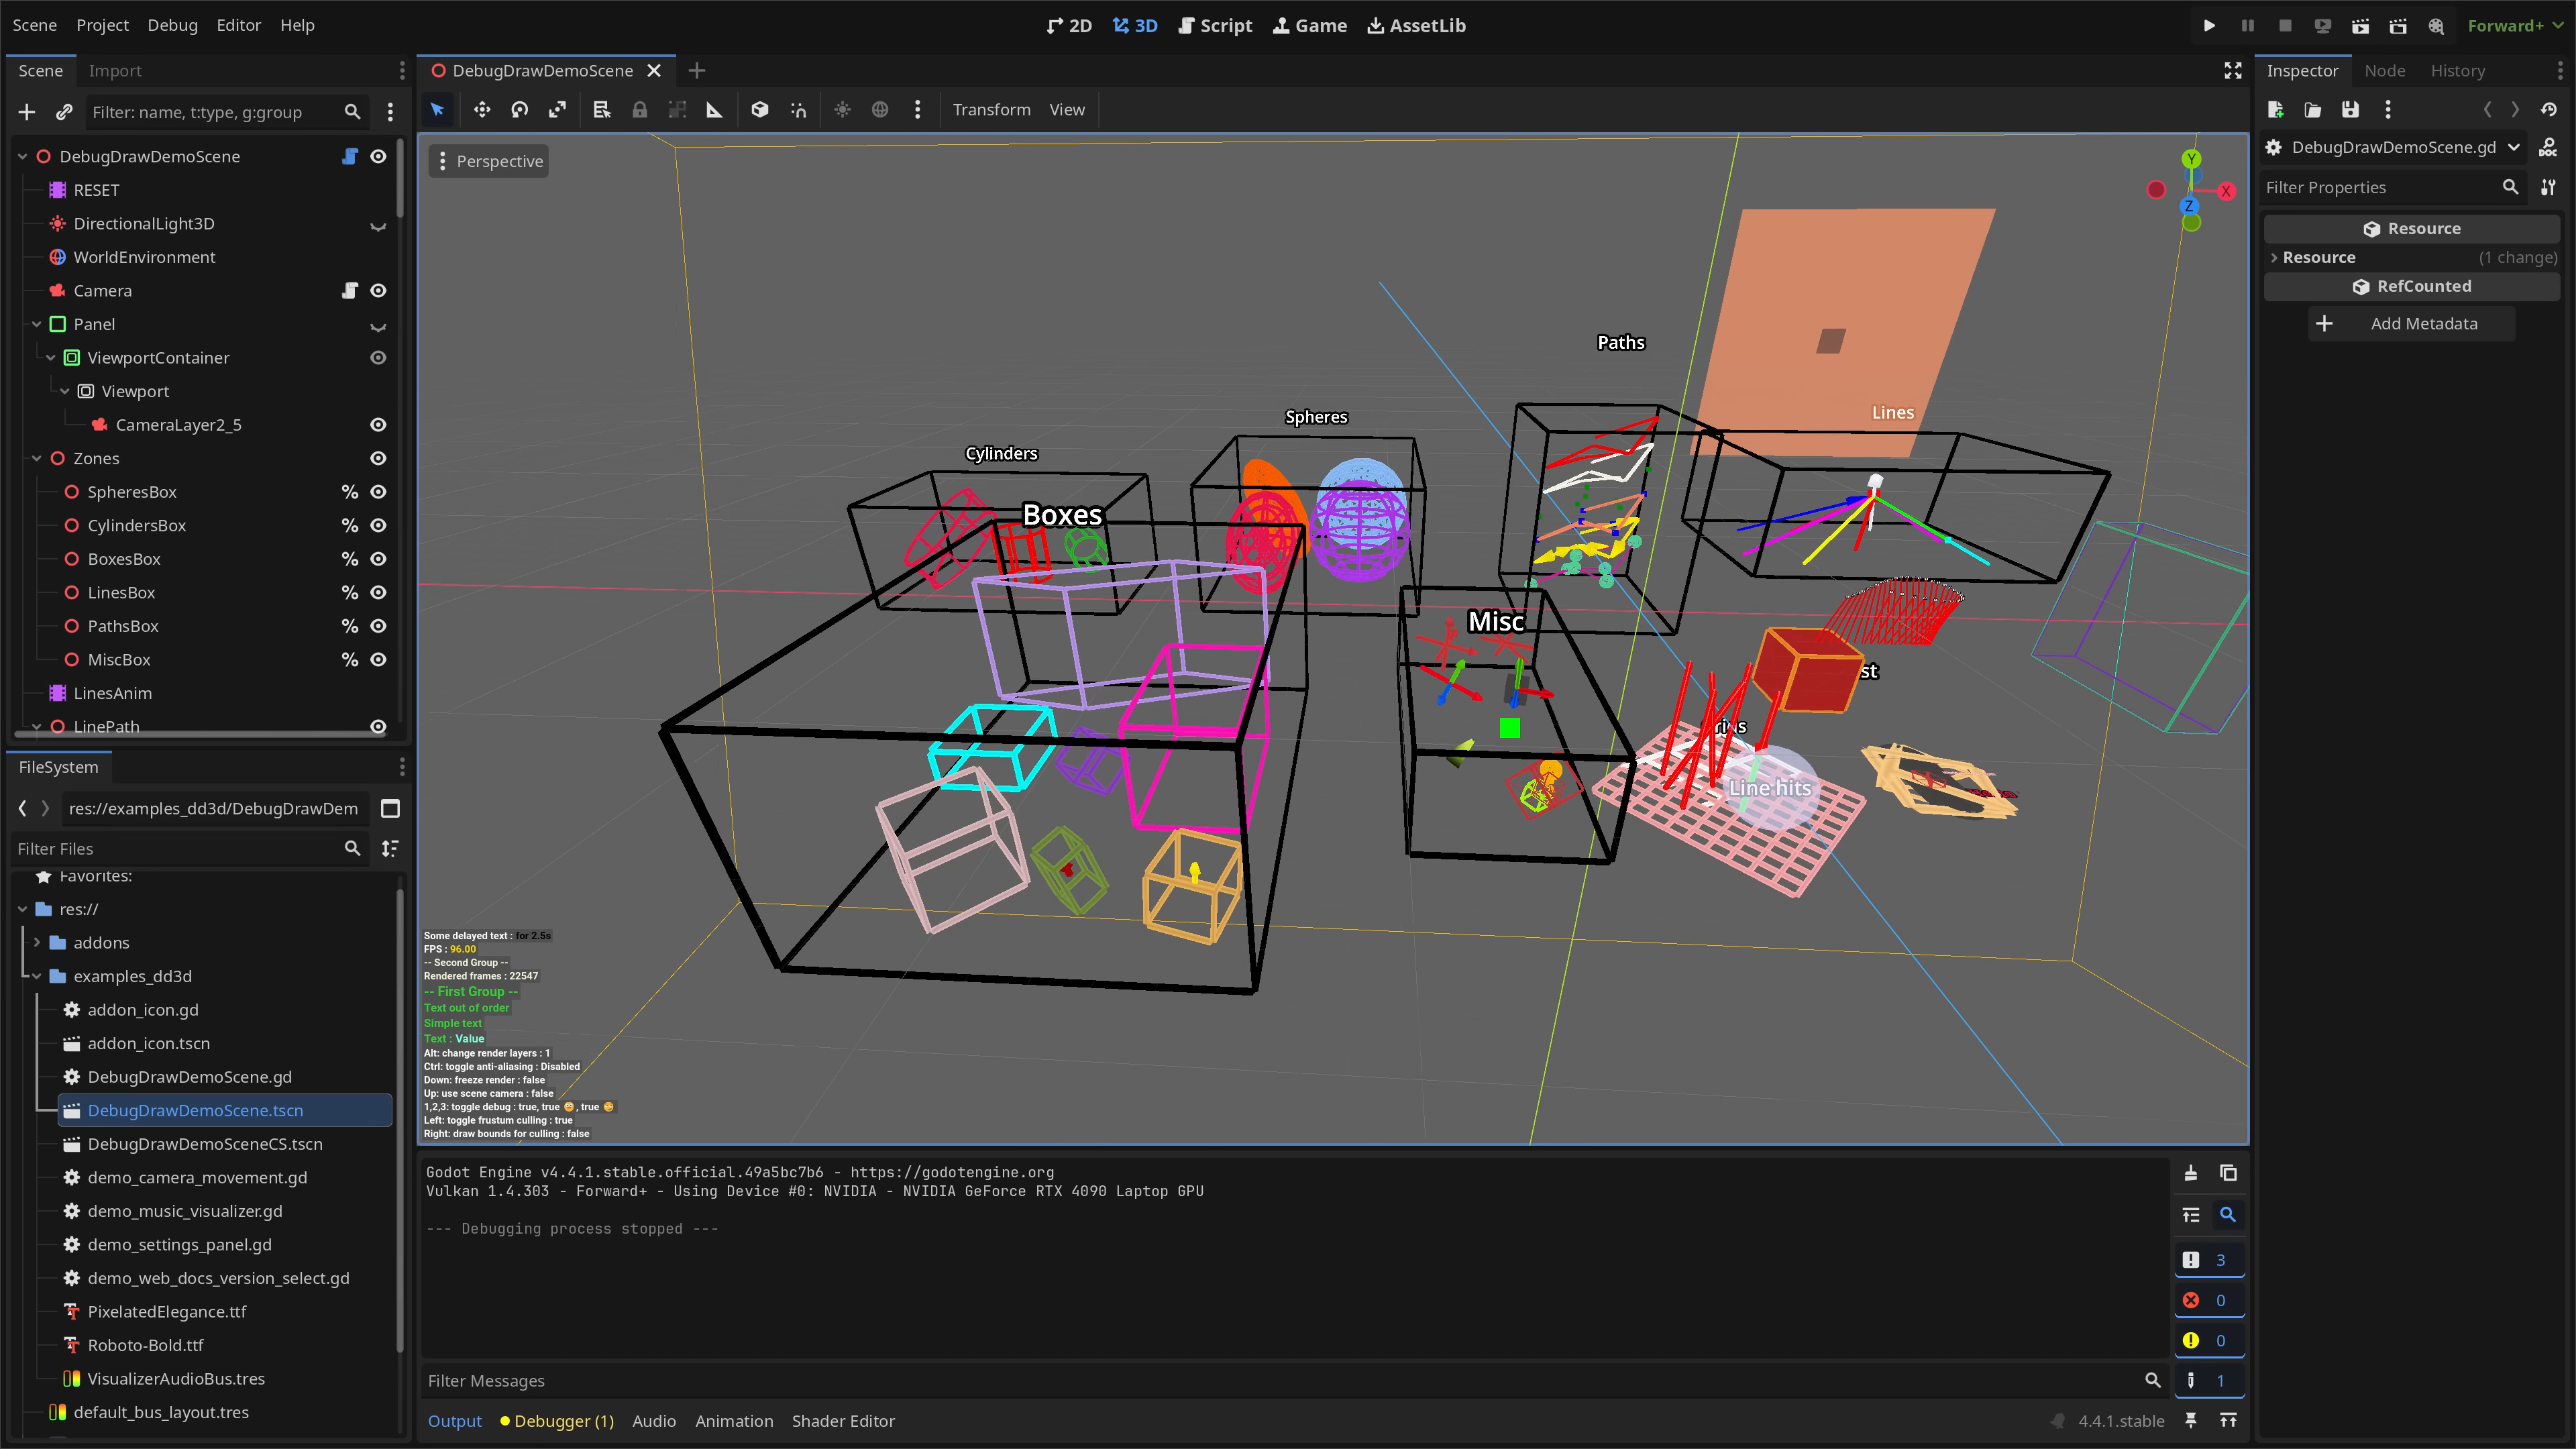 Scene Project Debug Editor Help
2D 3D Script Game AssetLib
Forward+
Scene Import
Filter: name, t:type, g:group
DebugDrawDemoScene
RESET
DirectionalLight3D
WorldEnvironment
Camera
Panel
ViewportContainer
Viewport
CameraLayer2_5
Zones
SpheresBox
CylindersBox
BoxesBox
LinesBox
PathsBox
MiscBox
LinesAnim
LinePath
FileSystem
res://examples_dd3d/DebugDrawDem
Filter Files
Favorites:
res://
addons
examples_dd3d
addon_icon.gd
addon_icon.tscn
DebugDrawDemoScene.gd
DebugDrawDemoScene.tscn
DebugDrawDemoSceneCS.tscn
demo_camera_movement.gd
demo_music_visualizer.gd
demo_settings_panel.gd
demo_web_docs_version_select.gd
PixelatedElegance.ttf
Roboto-Bold.ttf
VisualizerAudioBus.tres
default_bus_layout.tres
DebugDrawDemoScene
Transform View
Perspective
Y
X
Z
Paths
Lines
Spheres
Cylinders
Boxes
Misc
st
Line hits
Some delayed text : for 2.5s
FPS : 96.00
-- Second Group --
Rendered frames : 22547
-- First Group --
Text out of order
Simple text
Text : Value
Alt: change render layers : 1
Ctrl: toggle anti-aliasing : Disabled
Down: freeze render : false
Up: use scene camera : false
1,2,3: toggle debug : true, true 😐, true 🤨
Left: toggle frustum culling : true
Right: draw bounds for culling : false
Godot Engine v4.4.1.stable.official.49a5bc7b6 - https://godotengine.org
Vulkan 1.4.303 - Forward+ - Using Device #0: NVIDIA - NVIDIA GeForce RTX 4090 Laptop GPU
--- Debugging process stopped ---
3
0
0
1
Filter Messages
Output Debugger (1) Audio Animation Shader Editor
4.4.1.stable
Inspector Node History
DebugDrawDemoScene.gd
Filter Properties
Resource
Resource (1 change)
RefCounted
Add Metadata